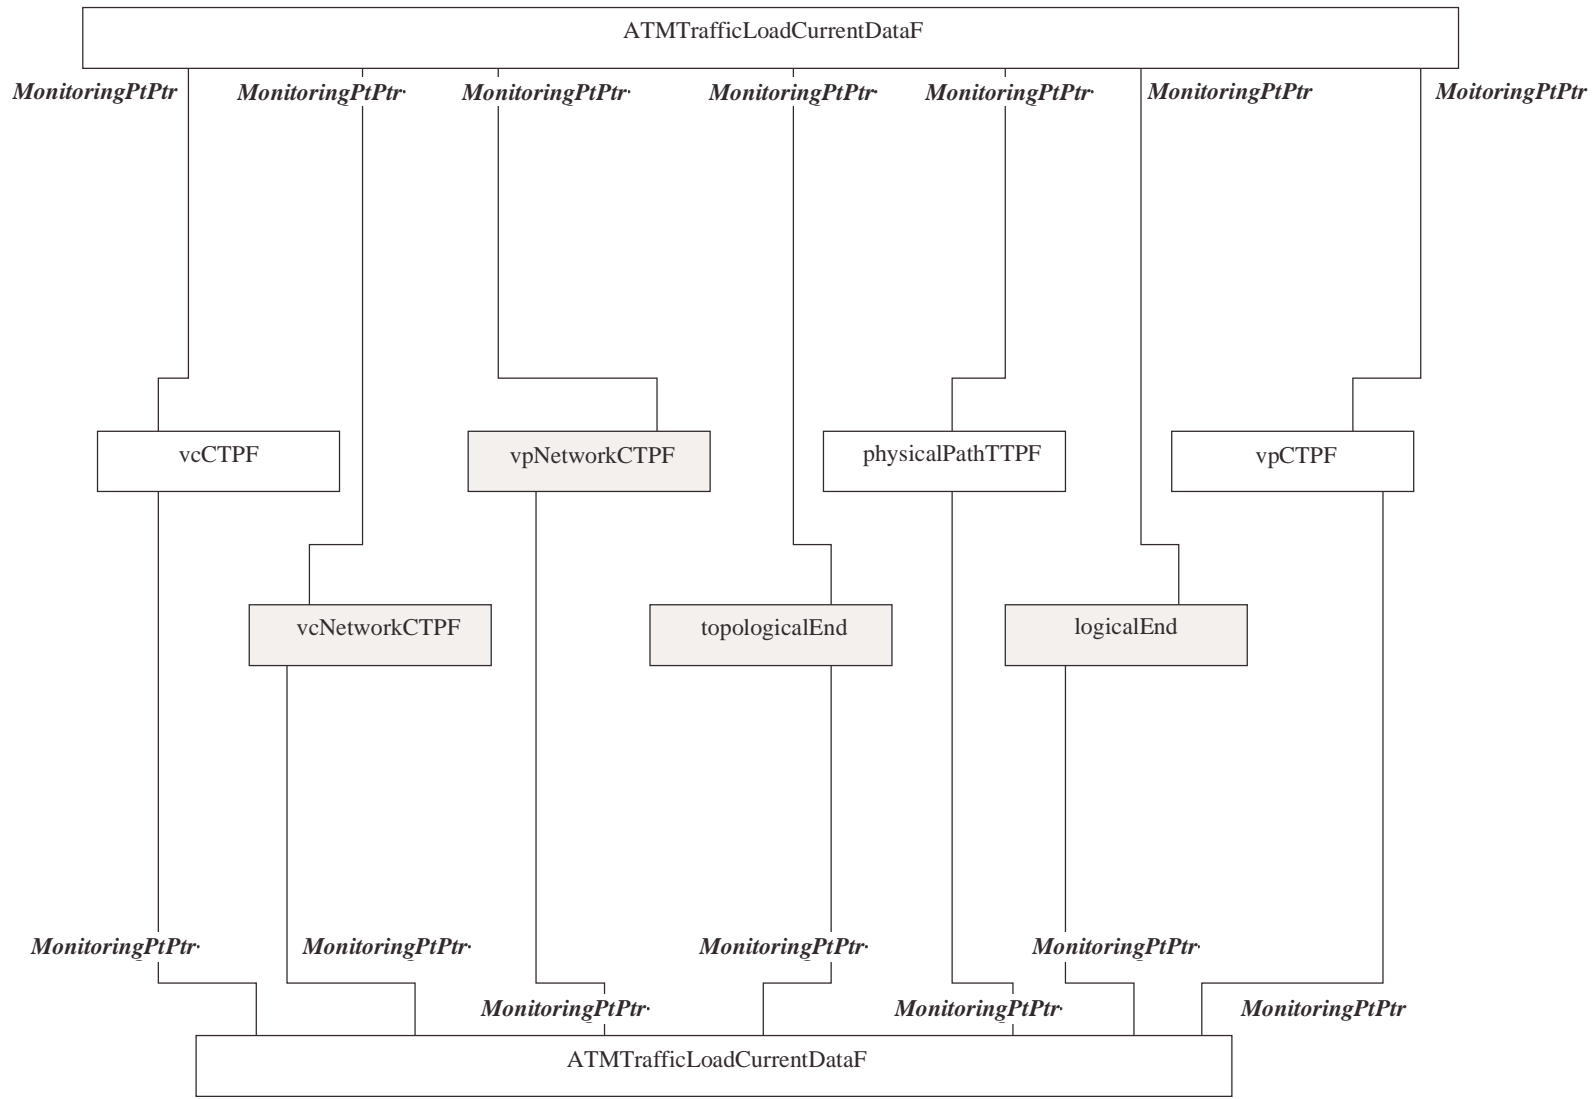 ATMTrafficLoadCurrentDataF
MonitoringPtPtr
MonitoringPtPtr
MonitoringPtPtr
MonitoringPtPtr
MonitoringPtPtr
MonitoringPtPtr
MoitoringPtPtr
vcCTPF
vpNetworkCTPF
physicalPathTTPF
vpCTPF
vcNetworkCTPF
topologicalEnd
logicalEnd
MonitoringPtPtr
MonitoringPtPtr
MonitoringPtPtr
MonitoringPtPtr
MonitoringPtPtr
MonitoringPtPtr
MonitoringPtPtr
ATMTrafficLoadCurrentDataF